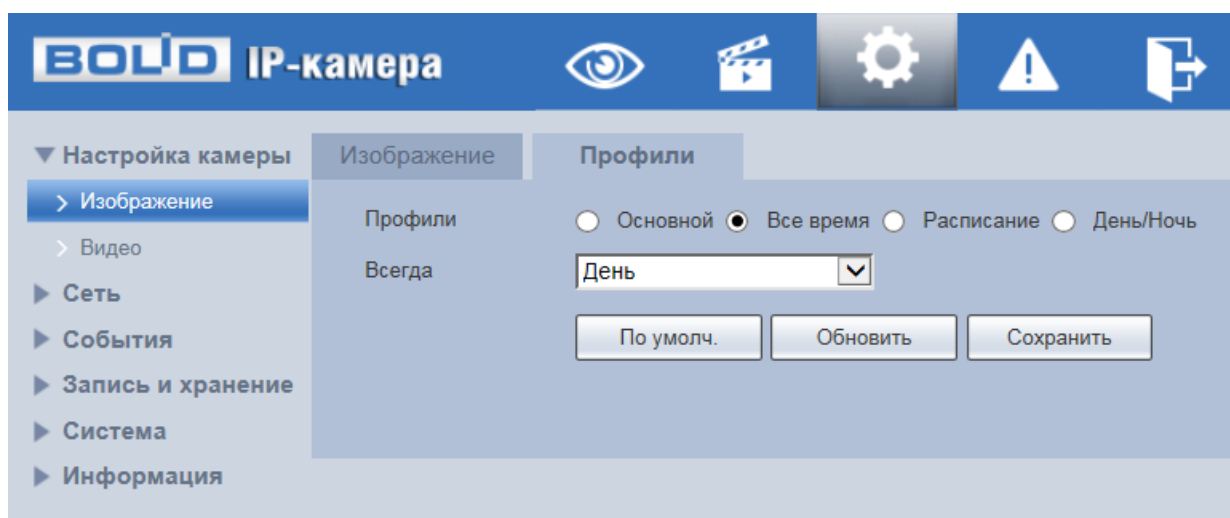 BOLID IP-камера
Настройка камеры
Изображение
Видео
Сеть
События
Запись и хранение
Система
Информация
Изображение Профили
Профили Основной Все время Расписание День/Ночь
Всегда День
По умолч. Обновить Сохранить